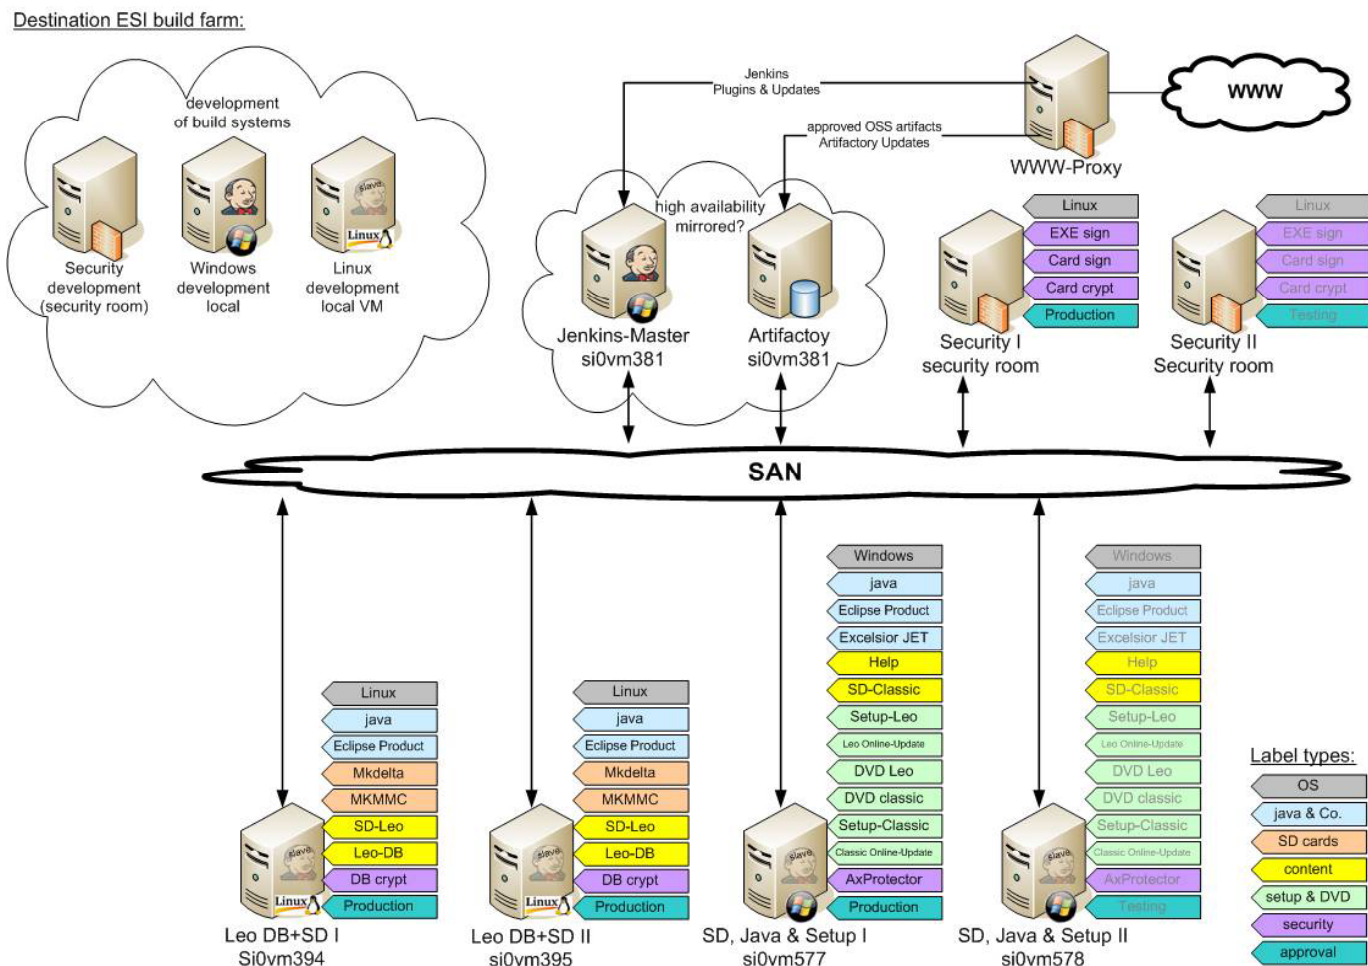 Destination ESI build farm:
development
of build systems
Security
development
(security room)
Windows
development
local
slave
Linux
Linux
development
local VM
Jenkins
Plugins & Updates
approved OSS artifacts
Artifactory Updates
WWW
WWW-Proxy
high availability
mirrored?
Jenkins-Master
si0vm381
Artifactoy
si0vm381
Linux
EXE sign
Card sign
Card crypt
Production
Security I
security room
Linux
EXE sign
Card sign
Card crypt
Testing
Security II
Security room
SAN
Linux
java
Eclipse Product
Mkdelta
MKMMC
SD-Leo
Leo-DB
DB crypt
Production
slave
Linux
Leo DB+SD I
Si0vm394
Linux
java
Eclipse Product
Mkdelta
MKMMC
SD-Leo
Leo-DB
DB crypt
Production
slave
Linux
Leo DB+SD II
si0vm395
Windows
java
Eclipse Product
Excelsior JET
Help
SD-Classic
Setup-Leo
Leo Online-Update
DVD Leo
DVD classic
Setup-Classic
Classic Online-Update
AxProtector
Production
slave
SD, Java & Setup I
si0vm577
Windows
java
Eclipse Product
Excelsior JET
Help
SD-Classic
Setup-Leo
Leo Online-Update
DVD Leo
DVD classic
Setup-Classic
Classic Online-Update
AxProtector
Testing
slave
SD, Java & Setup II
si0vm578
Label types:
OS
java & Co.
SD cards
content
setup & DVD
security
approval